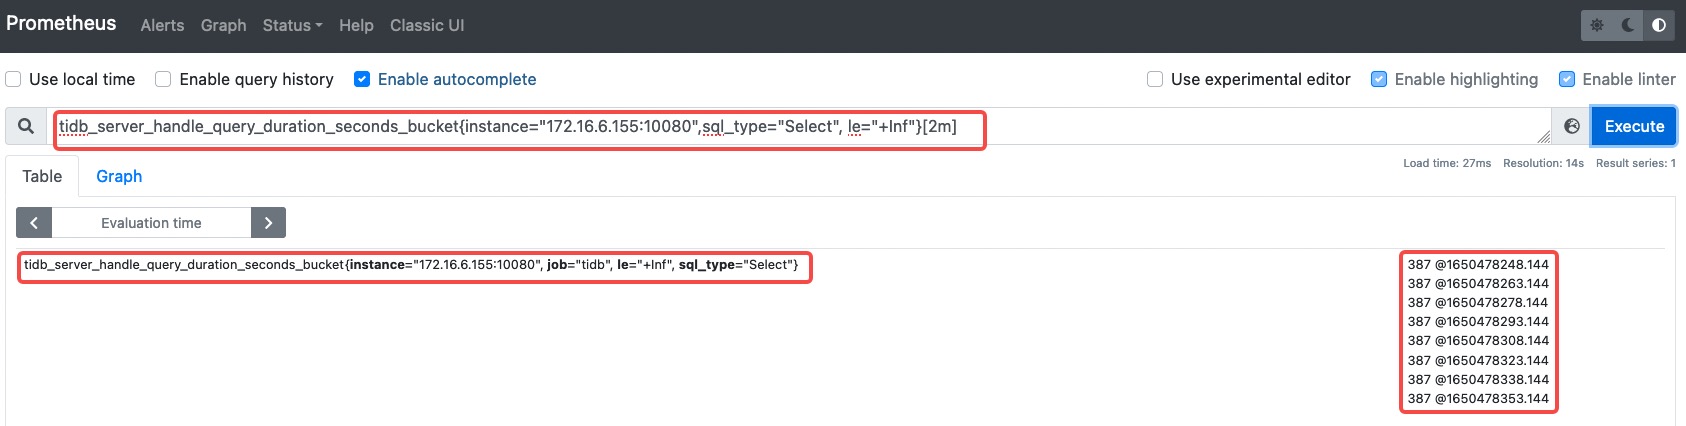 Prometheus Alerts Graph Status Help Classic UI
Use local time Enable query history Enable autocomplete Use experimental editor Enable highlighting Enable linter
tidb_server_handle_query_duration_seconds_bucket{instance="172.16.6.155:10080",sql_type="Select", le="+Inf"}[2m] Execute
Load time: 27ms Resolution: 14s Result series: 1
Table Graph
Evaluation time
tidb_server_handle_query_duration_seconds_bucket{instance="172.16.6.155:10080", job="tidb", le="+Inf", sql_type="Select"} 387 @1650478248.144
387 @1650478263.144
387 @1650478278.144
387 @1650478293.144
387 @1650478308.144
387 @1650478323.144
387 @1650478338.144
387 @1650478353.144